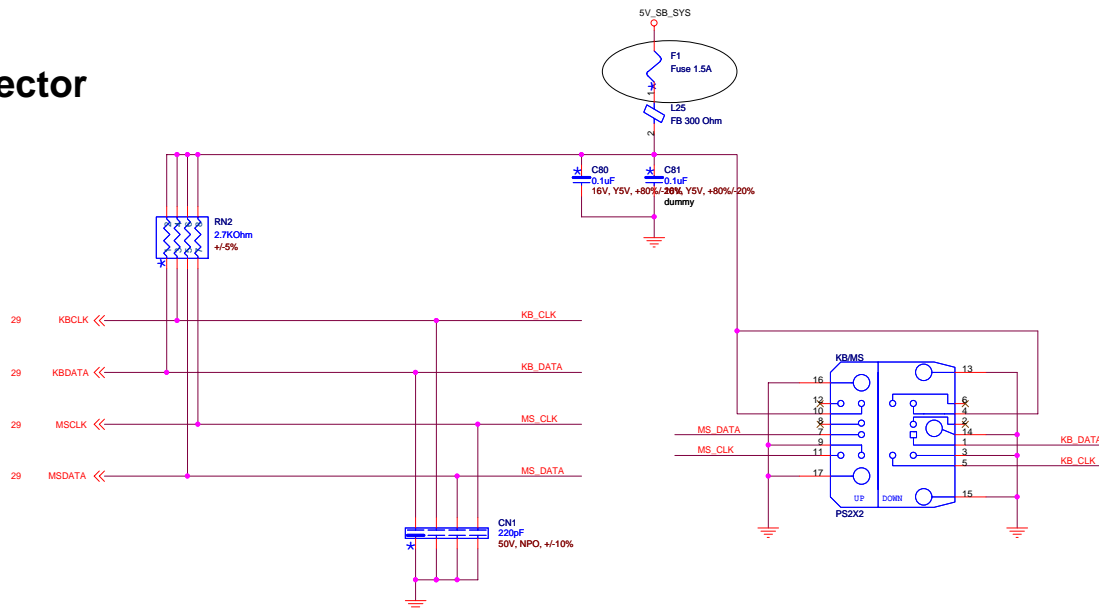 5V_SB_SYS
ector
F1
Fuse 1.5A
1
L25
FB 300 Ohm
2
C80
0.1uF
16V, Y5V, +80%/-20%
C81
0.1uF
16V, Y5V, +80%/-20%
dummy
RN2
2.7KOhm
+/-5%
29 KBCLK KB_CLK
29 KBDATA KB_DATA
29 MSCLK MS_CLK
29 MSDATA MS_DATA
CN1
220pF
50V, NPO, +/-10%
KB/MS
16
12
10
8
7
9
11
17
13
6
4
2
14
1
3
5
15
MS_DATA
MS_CLK
KB_DATA
KB_CLK
UP DOWN
PS2X2